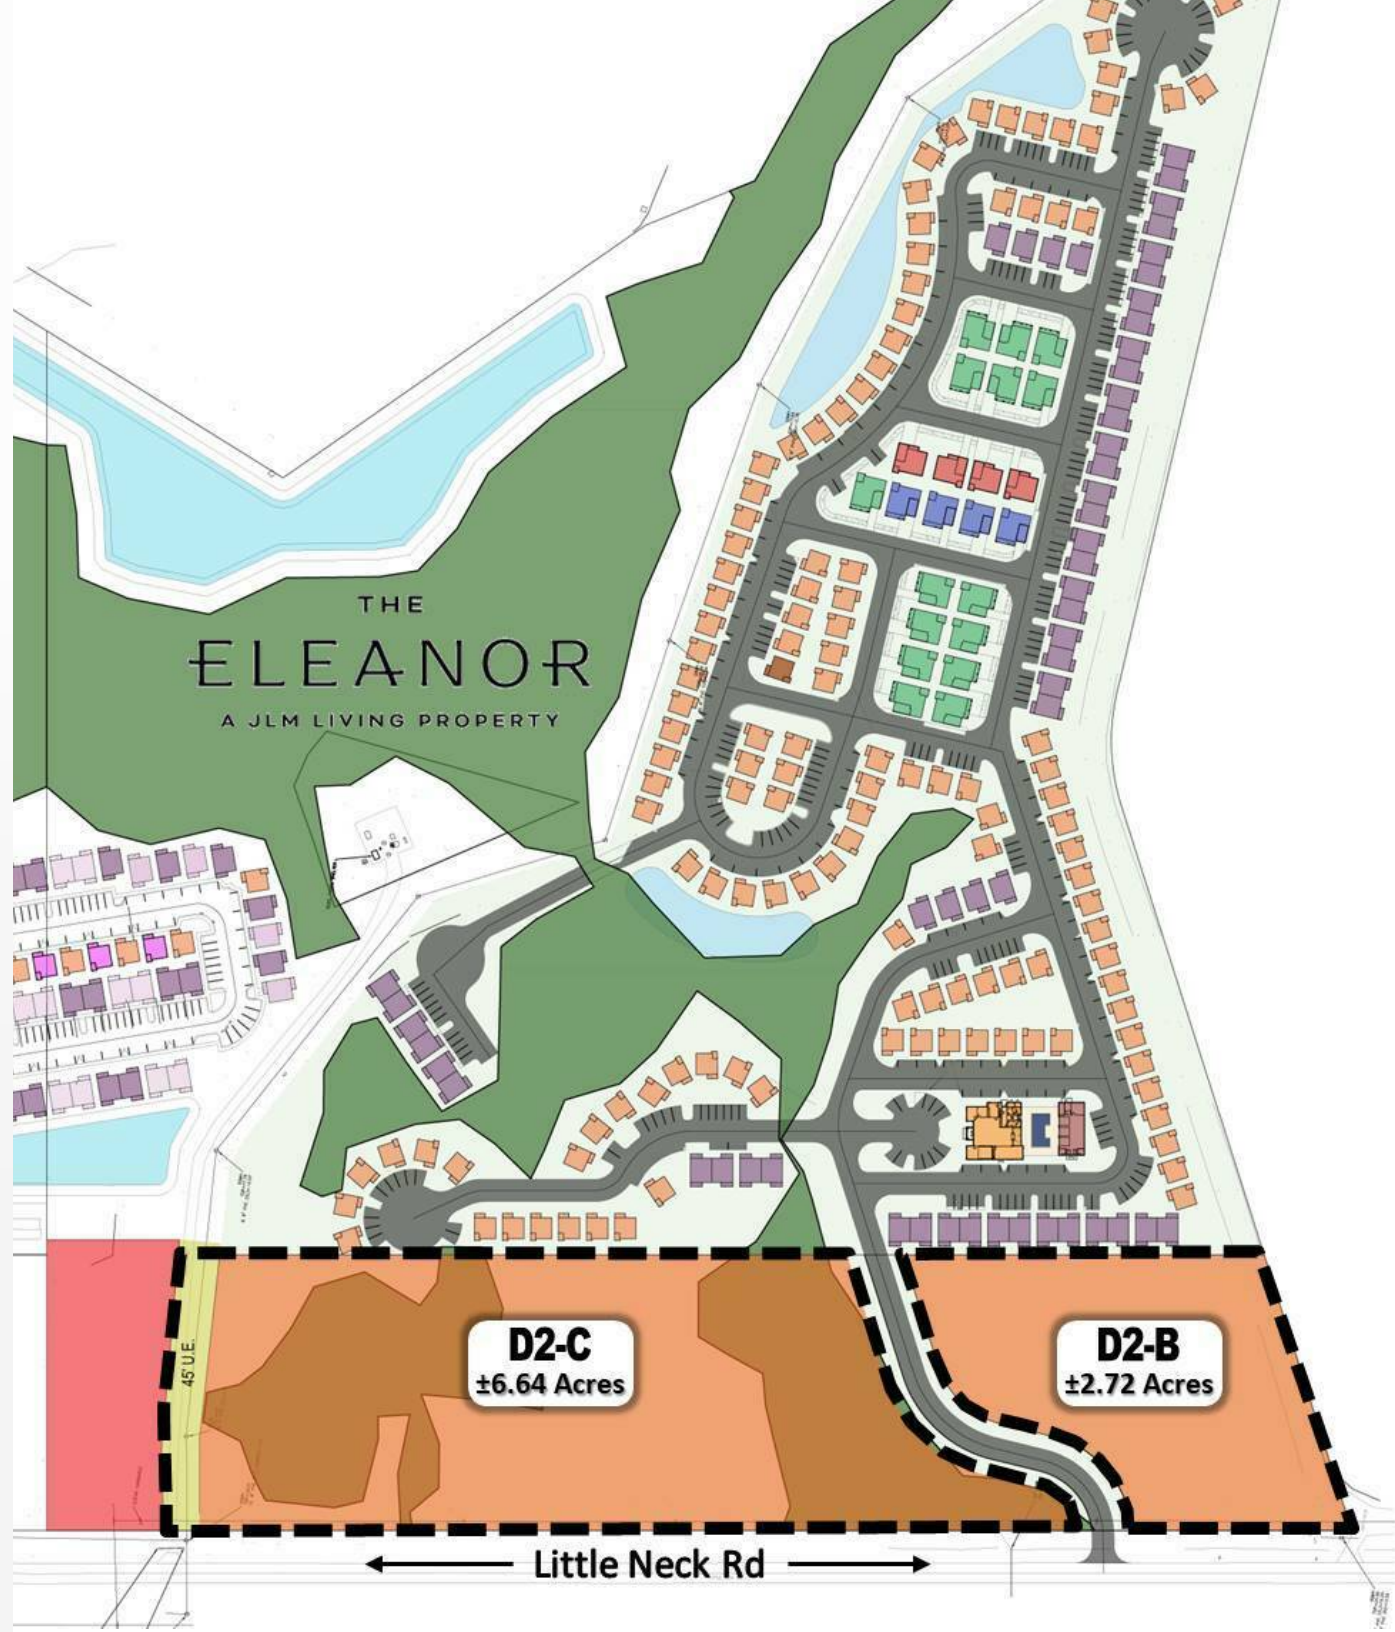 THE
ELEANOR
A JLM LIVING PROPERTY
D2-C
±6.64 Acres
D2-B
±2.72 Acres
45' U.E.
Little Neck Rd